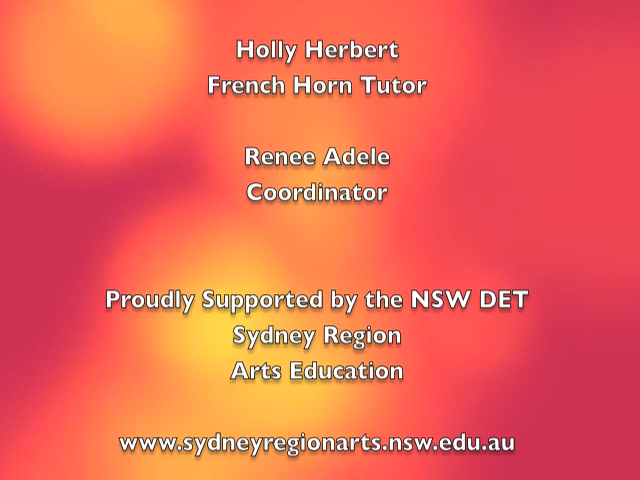 Holly Herbert
French Horn Tutor
Renee Adele
Coordinator
Proudly Supported by the NSW DET
Sydney Region
Arts Education
www.sydneyregionarts.nsw.edu.au